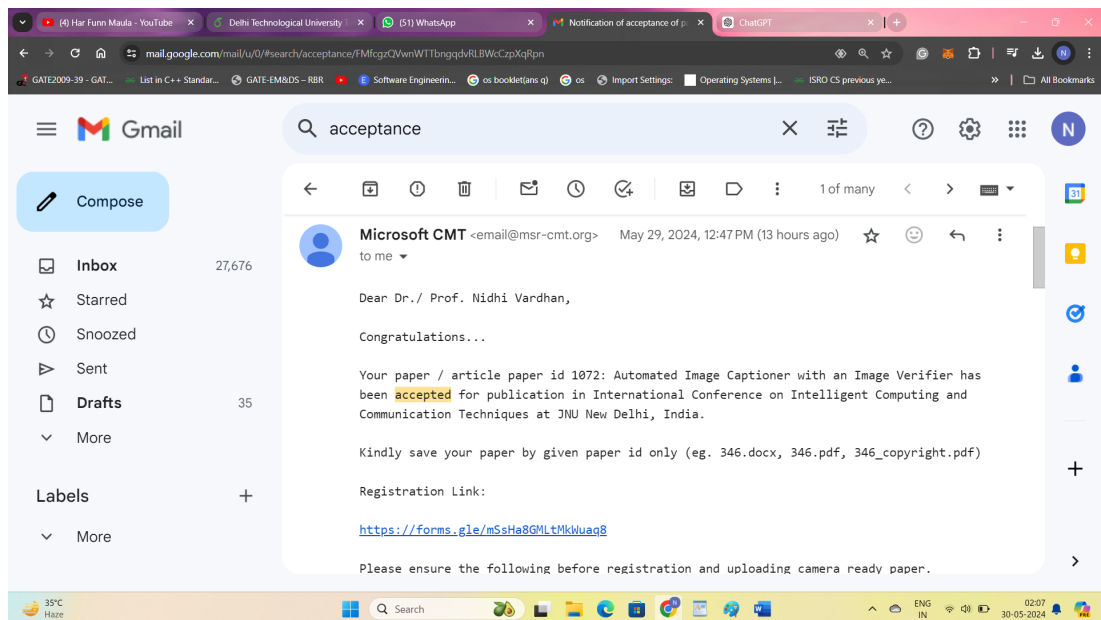 (4) Har Funn Maula - YouTube
Delhi Technological University
(51) WhatsApp
Notification of acceptance of pa
ChatGPT
mail.google.com/mail/u/0/#search/acceptance/FMfcgzQVwnWTTbngqdvRLBWcCzpXqRpn
GATE2009-39 - GAT...
List in C++ Standar...
GATE-EM&DS – RBR
Software Engineerin...
os booklet(ans q)
os
Import Settings:
Operating Systems |...
ISRO CS previous ye...
»
All Bookmarks
Gmail
acceptance
N
Compose
1 of many
31
Microsoft CMT <email@msr-cmt.org> May 29, 2024, 12:47 PM (13 hours ago)
to me
Inbox 27,676
Starred
Snoozed
Sent
Drafts 35
More
Labels +
More
Dear Dr./ Prof. Nidhi Vardhan,
Congratulations...
Your paper / article paper id 1072: Automated Image Captioner with an Image Verifier has
been accepted for publication in International Conference on Intelligent Computing and
Communication Techniques at JNU New Delhi, India.
Kindly save your paper by given paper id only (eg. 346.docx, 346.pdf, 346_copyright.pdf)
Registration Link:
https://forms.gle/mSsHa8GMLtMkWuaq8
Please ensure the following before registration and uploading camera ready paper.
35°C
Haze
Search
ENG
IN
02:07
30-05-2024